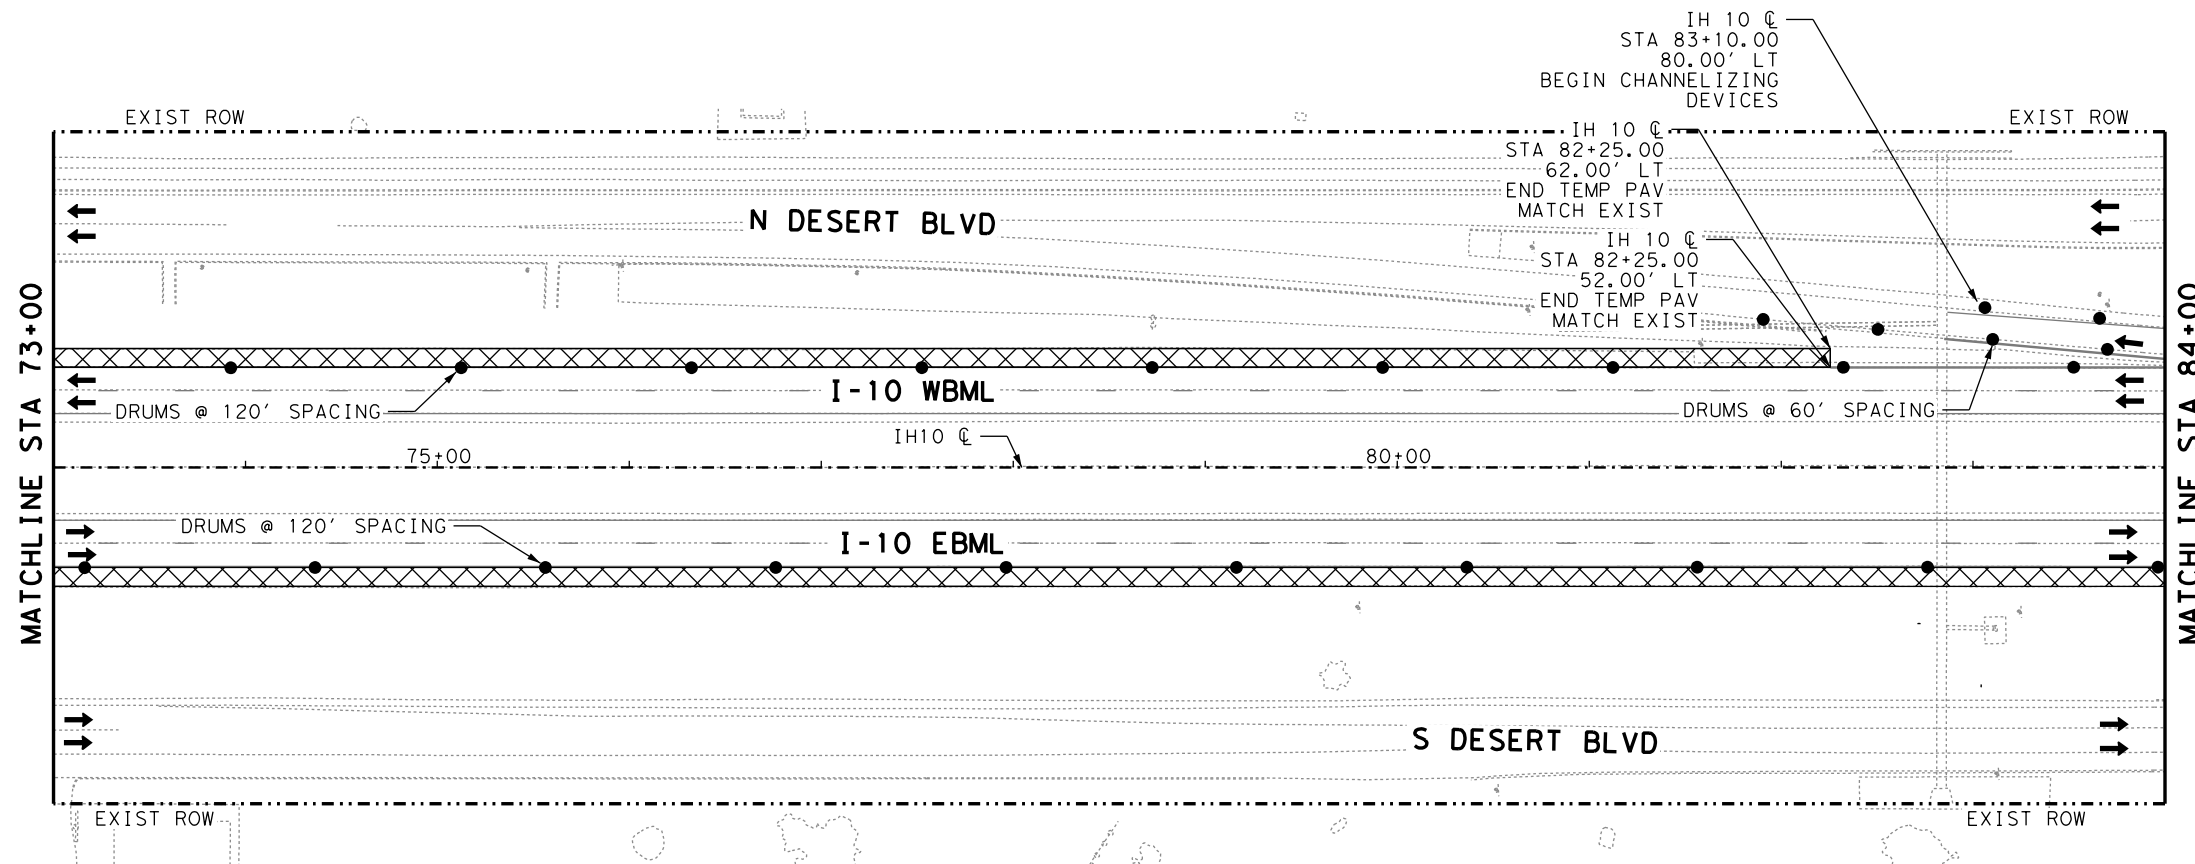 IH 10 ℄
STA 83+10.00
80.00' LT
BEGIN CHANNELIZING
DEVICES
EXIST ROW
EXIST ROW
IH 10 ℄
STA 82+25.00
62.00' LT
END TEMP PAV
MATCH EXIST
N DESERT BLVD
IH 10 ℄
STA 82+25.00
52.00' LT
END TEMP PAV
MATCH EXIST
MATCHLINE STA 73+00
MATCHLINE STA 84+00
I-10 WBML
DRUMS @ 120' SPACING
DRUMS @ 60' SPACING
IH10 ℄
75+00
80+00
DRUMS @ 120' SPACING
I-10 EBML
S DESERT BLVD
EXIST ROW
EXIST ROW